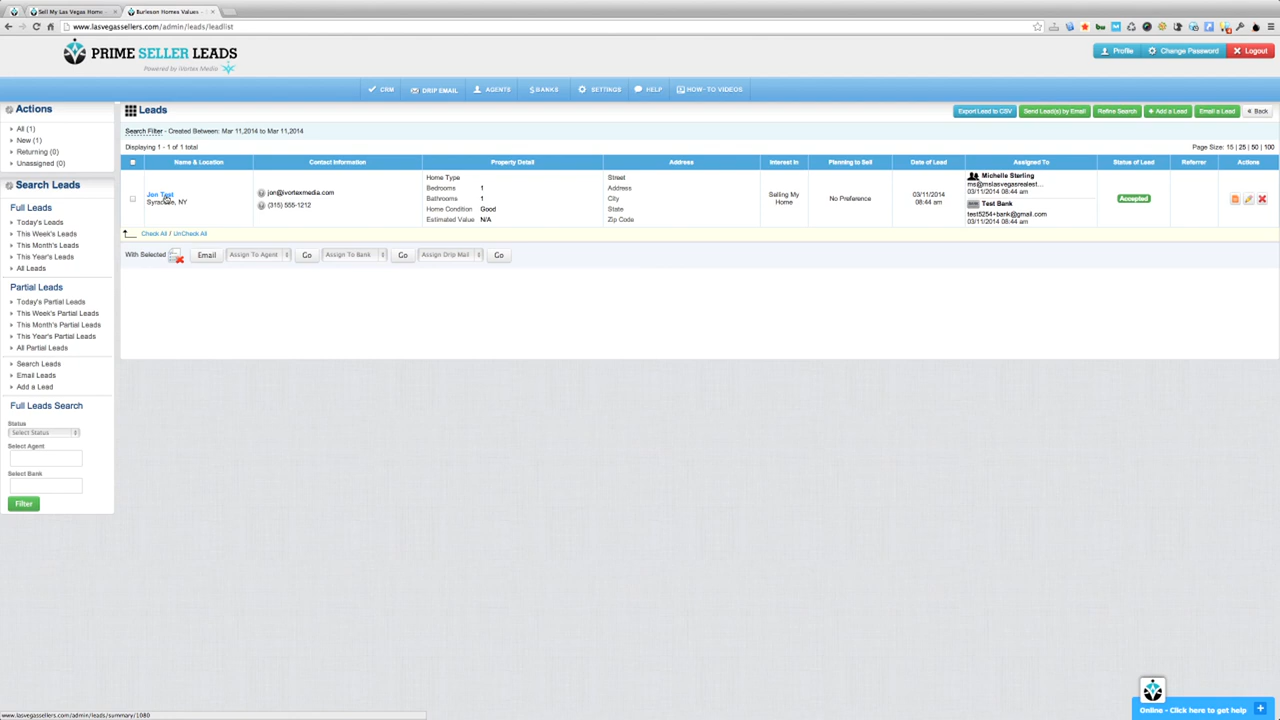 Sell My Las Vegas Home
Burleson Homes Values
www.lasvegassellers.com/admin/leads/leadlist
PRIME SELLER LEADS
Powered by iVortex Media
Profile
Change Password
Logout
CRM
DRIP EMAIL
AGENTS
BANKS
SETTINGS
HELP
HOW-TO VIDEOS
Actions
All (1)
New (1)
Returning (0)
Unassigned (0)
Search Leads
Full Leads
Today's Leads
This Week's Leads
This Month's Leads
This Year's Leads
All Leads
Partial Leads
Today's Partial Leads
This Week's Partial Leads
This Month's Partial Leads
This Year's Partial Leads
All Partial Leads
Search Leads
Email Leads
Add a Lead
Full Leads Search
Status
Select Status
Select Agent
Select Bank
Filter
Leads
Export Lead to CSV
Send Lead(s) by Email
Refine Search
+ Add a Lead
Email a Lead
Back
Search Filter - Created Between: Mar 11,2014 to Mar 11,2014
Displaying 1 - 1 of 1 total
Page Size: 15 | 25 | 50 | 100
Name & Location
Contact Information
Property Detail
Address
Interest In
Planning to Sell
Date of Lead
Assigned To
Status of Lead
Referrer
Actions
Jon Test
Syracuse, NY
jon@ivortexmedia.com
(315) 555-1212
Home Type
Bedrooms 1
Bathrooms 1
Home Condition Good
Estimated Value N/A
Street
Address
City
State
Zip Code
Selling My
Home
No Preference
03/11/2014
08:44 am
Michelle Sterling
ms@mslasvegasrealest...
03/11/2014 08:44 am
Test Bank
test5254+bank@gmail.com
03/11/2014 08:44 am
Accepted
Check All / UnCheck All
With Selected
Email
Assign To Agent
Go
Assign To Bank
Go
Assign Drip Mail
Go
www.lasvegassellers.com/admin/leads/summary/1080
Online - Click here to get help